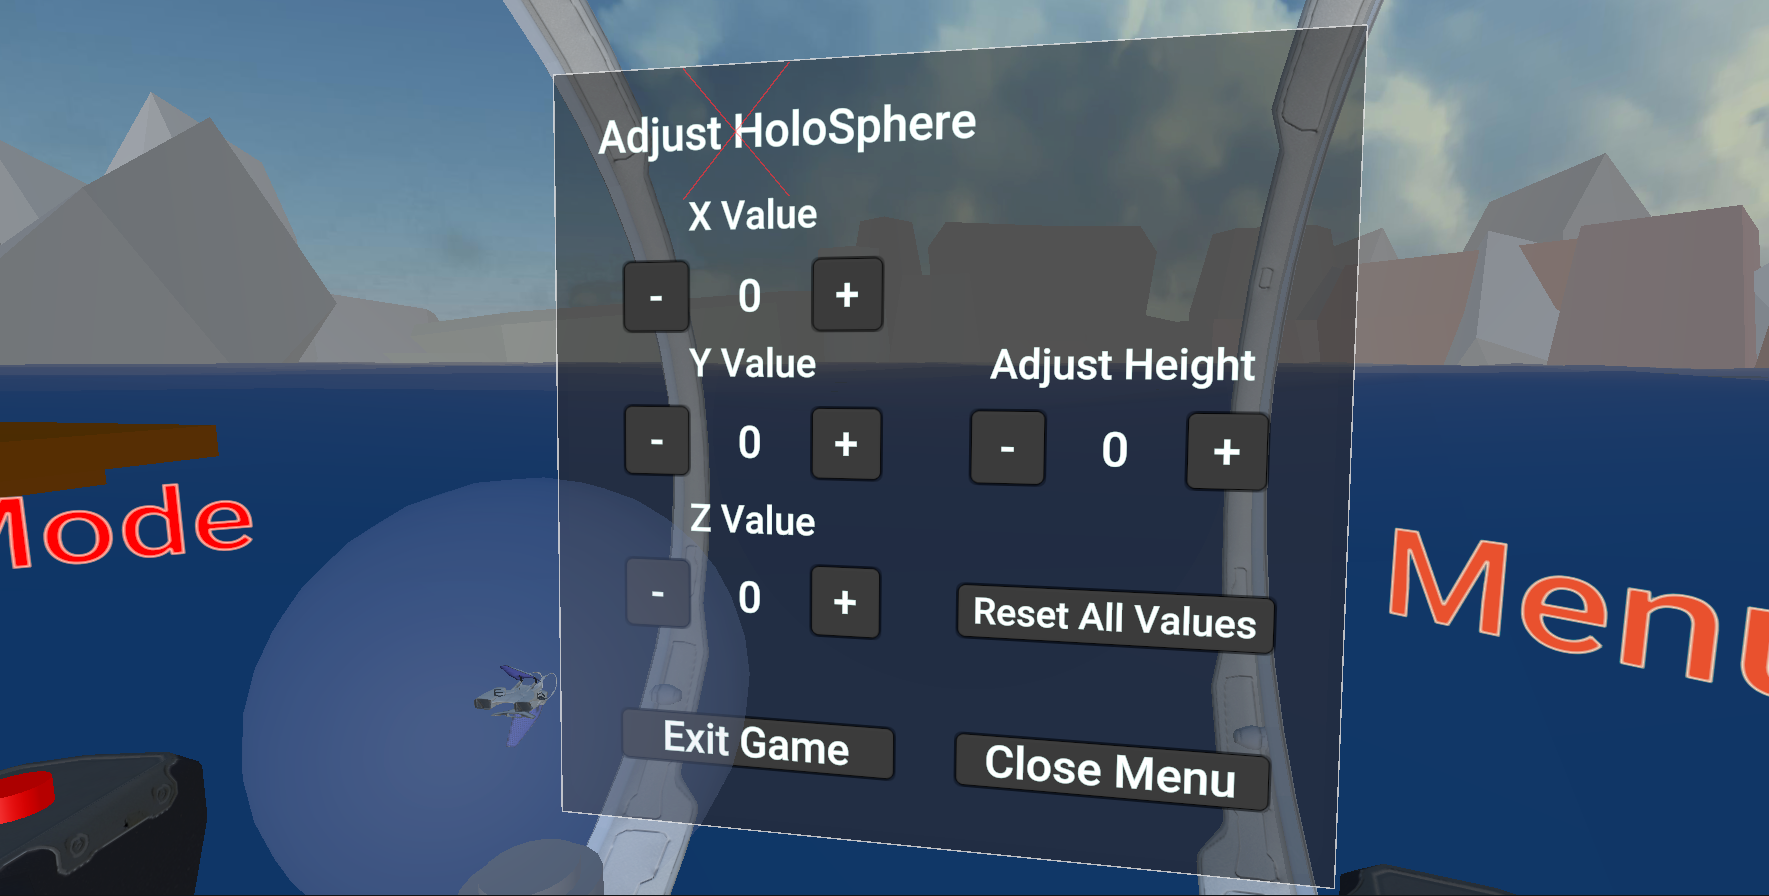 Adjust HoloSphere
X Value
- 0 +
Y Value
- 0 +
Z Value
- 0 +
Adjust Height
- 0 +
Reset All Values
Exit Game
Close Menu
Mode
Menu